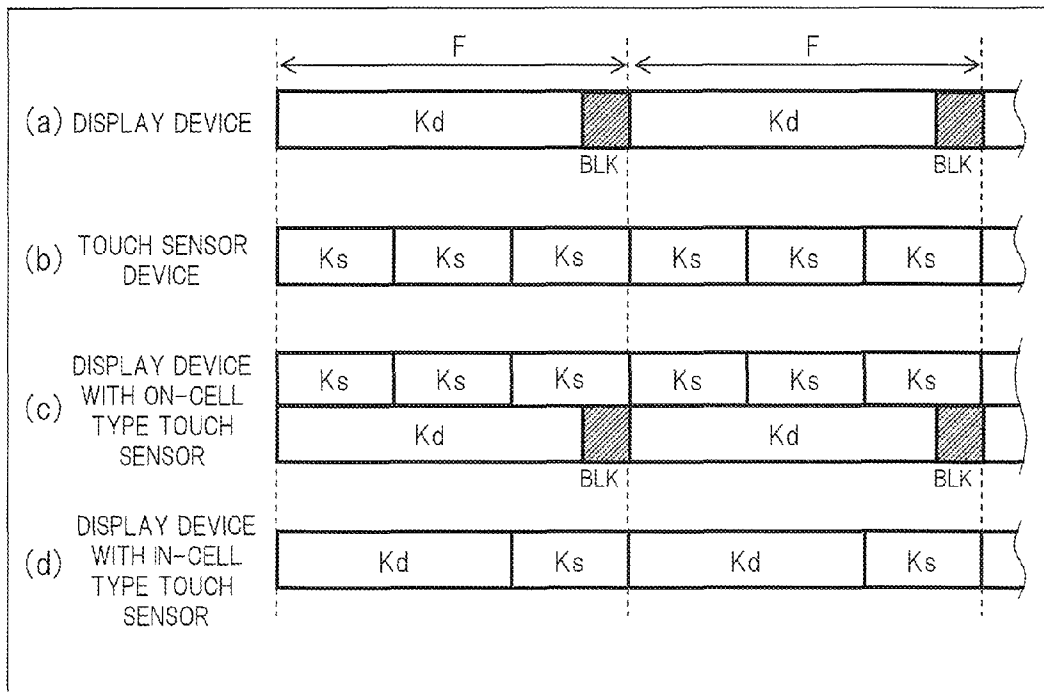 F F
(a) DISPLAY DEVICE Kd Kd
BLK BLK
(b) TOUCH SENSOR DEVICE
Ks Ks Ks Ks Ks Ks
(c) DISPLAY DEVICE
WITH ON-CELL
TYPE TOUCH
SENSOR
Ks Ks Ks Ks Ks Ks
Kd Kd
BLK BLK
(d) DISPLAY DEVICE
WITH IN-CELL
TYPE TOUCH
SENSOR
Kd Ks Kd Ks